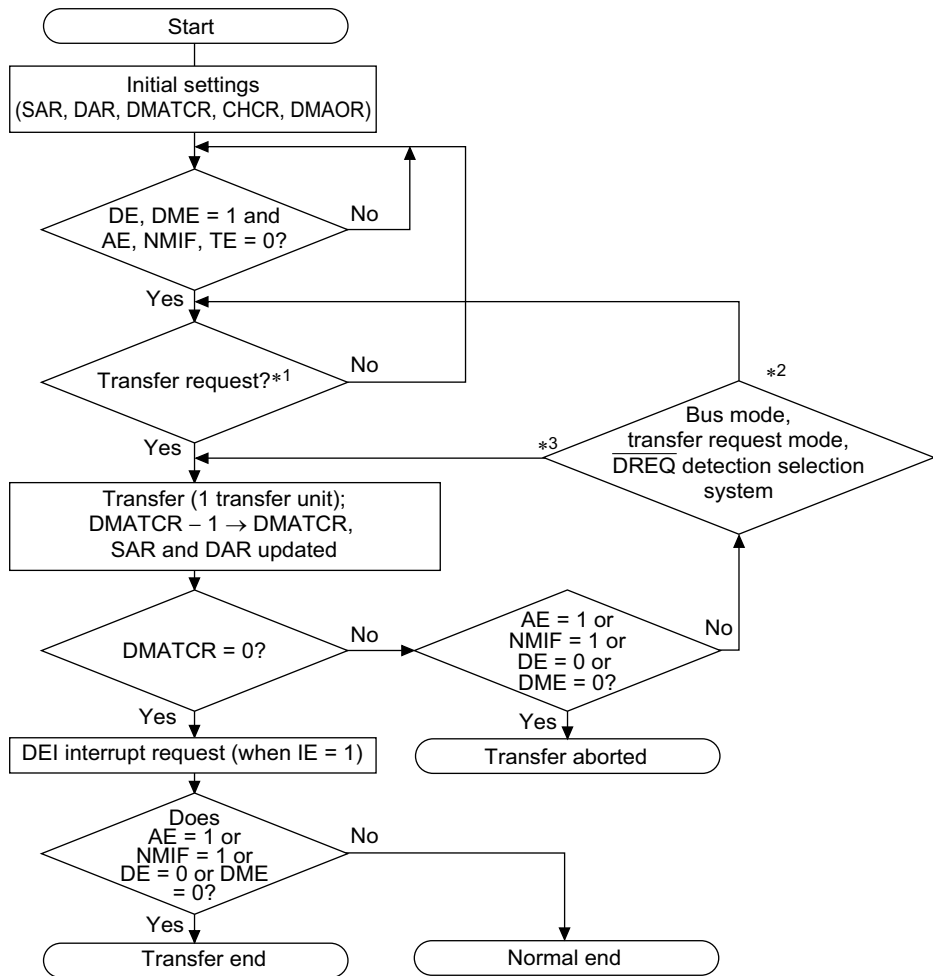 Start
Initial settings
(SAR, DAR, DMATCR, CHCR, DMAOR)
DE, DME = 1 and
AE, NMIF, TE = 0?
No
Yes
Transfer request?*1
No
Yes
*2
Bus mode,
transfer request mode,
DREQ detection selection
system
*3
Transfer (1 transfer unit);
DMATCR – 1 → DMATCR,
SAR and DAR updated
DMATCR = 0?
No
Yes
AE = 1 or
NMIF = 1 or
DE = 0 or
DME = 0?
No
Yes
Transfer aborted
DEI interrupt request (when IE = 1)
Does
AE = 1 or
NMIF = 1 or
DE = 0 or DME
= 0?
No
Yes
Transfer end
Normal end